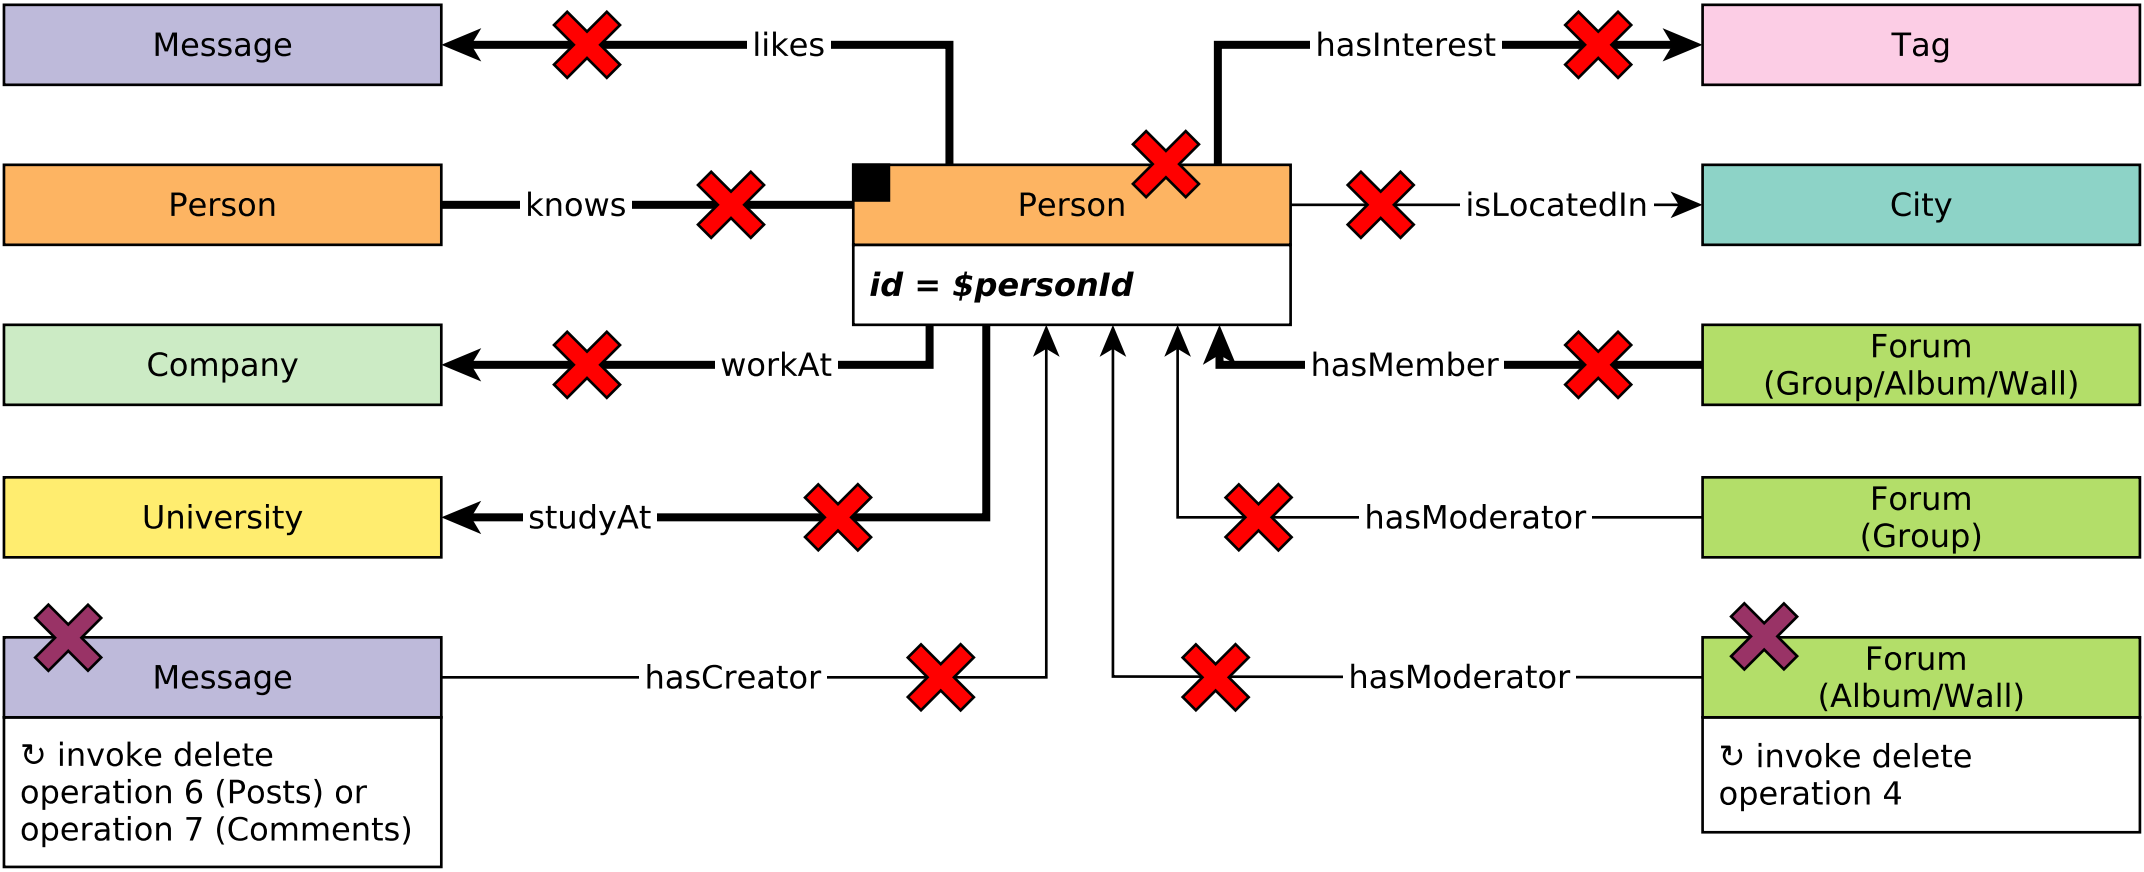 Message
likes
hasInterest
Tag
Person
knows
Person
isLocatedIn
City
id = $personId
Company
workAt
hasMember
Forum
(Group/Album/Wall)
University
studyAt
hasModerator
Forum
(Group)
Message
hasCreator
hasModerator
Forum
(Album/Wall)
↻ invoke delete
operation 6 (Posts) or
operation 7 (Comments)
↻ invoke delete
operation 4